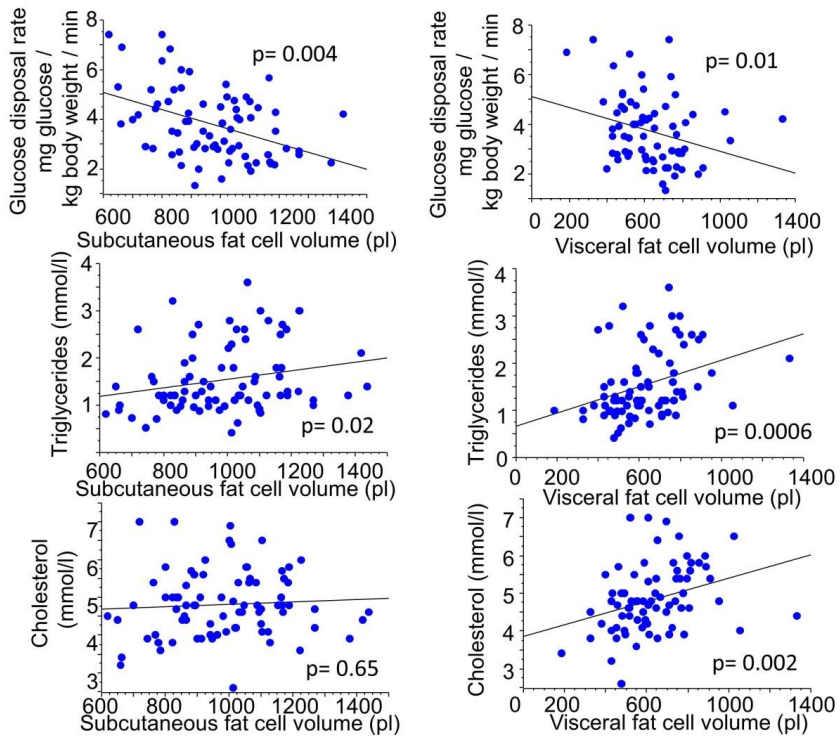 Glucose disposal rate
mg glucose /
kg body weight / min
8
6
4
2
p= 0.004
600 800 1000 1200 1400
Subcutaneous fat cell volume (pl)
Glucose disposal rate
mg glucose /
kg body weight / min
8
6
4
2
p= 0.01
0 200 400 600 800 1000 1400
Visceral fat cell volume (pl)
Triglycerides (mmol/l)
4
3
2
1
0
p= 0.02
600 800 1000 1200 1400
Subcutaneous fat cell volume (pl)
Triglycerides (mmol/l)
4
3
2
1
0
p= 0.0006
0 200 400 600 800 1000 1400
Visceral fat cell volume (pl)
Cholesterol
(mmol/l)
7
6
5
4
3
p= 0.65
600 800 1000 1200 1400
Subcutaneous fat cell volume (pl)
Cholesterol (mmol/l)
7
6
5
4
3
p= 0.002
0 200 400 600 800 1000 1400
Visceral fat cell volume (pl)